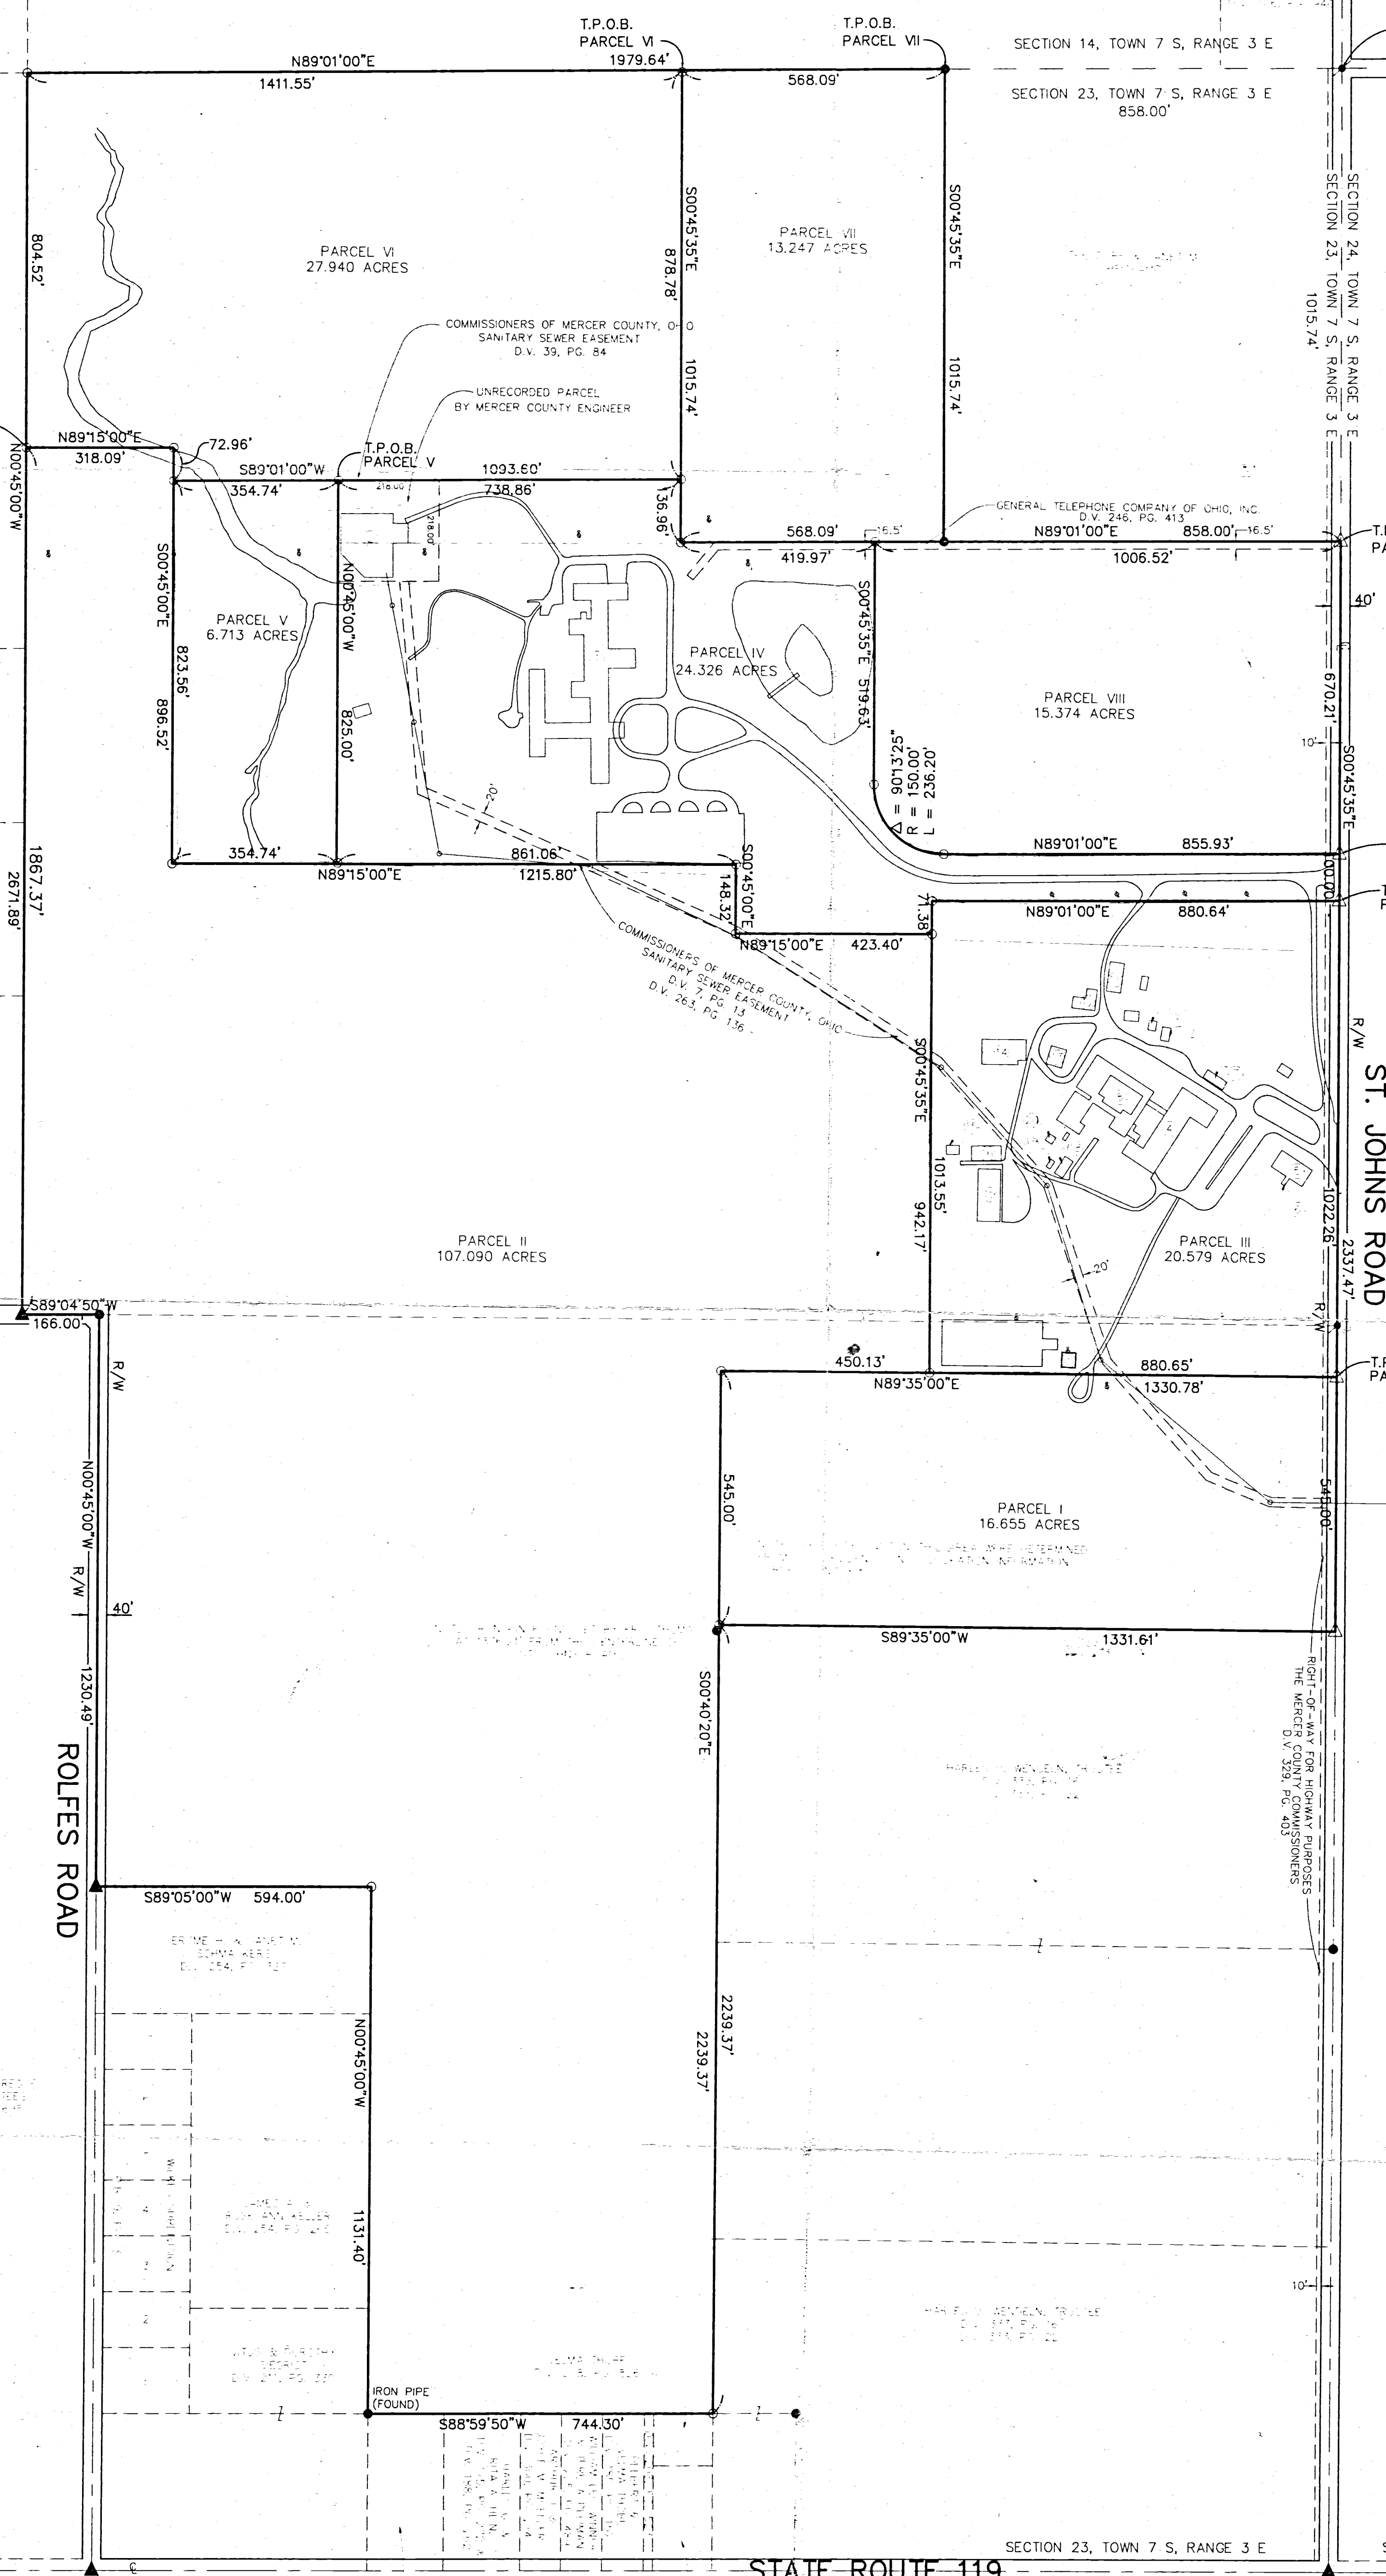 T.P.O.B.
PARCEL VI
T.P.O.B.
PARCEL VII
SECTION 14, TOWN 7 S, RANGE 3 E
N89°01'00"E
1979.64'
1411.55'
568.09'
SECTION 23, TOWN 7 S, RANGE 3 E
858.00'
SECTION 24, TOWN 7 S, RANGE 3 E
SECTION 23, TOWN 7 S, RANGE 3 E
1015.74'
804.52'
PARCEL VI
27.940 ACRES
S00°45'35"E
878.78'
1015.74'
PARCEL VII
13.247 ACRES
S00°45'35"E
1015.74'
COMMISSIONERS OF MERCER COUNTY, OHIO
SANITARY SEWER EASEMENT
D.V. 39, PG. 84
UNRECORDED PARCEL
BY MERCER COUNTY ENGINEER
N89°15'00"E
318.09'
72.96'
S89°01'00"W
354.74'
T.P.O.B.
PARCEL V
1093.60'
738.86'
218.00'
218.00'
136.96'
N00°45'00"W
GENERAL TELEPHONE COMPANY OF OHIO, INC.
D.V. 246, PG. 413
568.09'
16.5'
419.97'
N89°01'00"E
858.00'
16.5'
1006.52'
40'
S00°45'00"E
823.56'
896.52'
PARCEL V
6.713 ACRES
N00°45'00"W
825.00'
PARCEL IV
24.326 ACRES
S00°45'35"E
519.63'
PARCEL VIII
15.374 ACRES
670.21'
10'
S00°45'35"E
Δ = 90°13'25"
R = 150.00'
L = 236.20'
20'
N89°01'00"E
855.93'
100.00'
354.74'
861.06'
N89°15'00"E
1215.80'
S00°45'00"E
148.32'
71.38'
N89°01'00"E
880.64'
N89°15'00"E
423.40'
1867.37'
2671.89'
COMMISSIONERS OF MERCER COUNTY, OHIO
SANITARY SEWER EASEMENT
D.V. 7, PG. 13
D.V. 263, PG. 136
S00°45'35"E
1013.55'
942.17'
R/W
ST. JOHNS ROAD
1022.26'
2337.47'
R/W
PARCEL II
107.090 ACRES
PARCEL III
20.579 ACRES
20'
S89°04'50"W
166.00'
R/W
450.13'
N89°35'00"E
880.65'
1330.78'
545.00'
545.00'
PARCEL I
16.655 ACRES
N00°45'00"W
R/W
40'
1230.49'
ROLFES ROAD
S89°35'00"W
1331.61'
S00°40'20"E
RIGHT-OF-WAY FOR HIGHWAY PURPOSES
THE MERCER COUNTY COMMISSIONERS
D.V. 329, PG. 403
S89°05'00"W
594.00'
N00°45'00"W
1131.40'
2239.37'
2239.37'
4
3
2
10'
IRON PIPE
(FOUND)
S88°59'50"W
744.30'
SECTION 23, TOWN 7 S, RANGE 3 E
STATE ROUTE 119